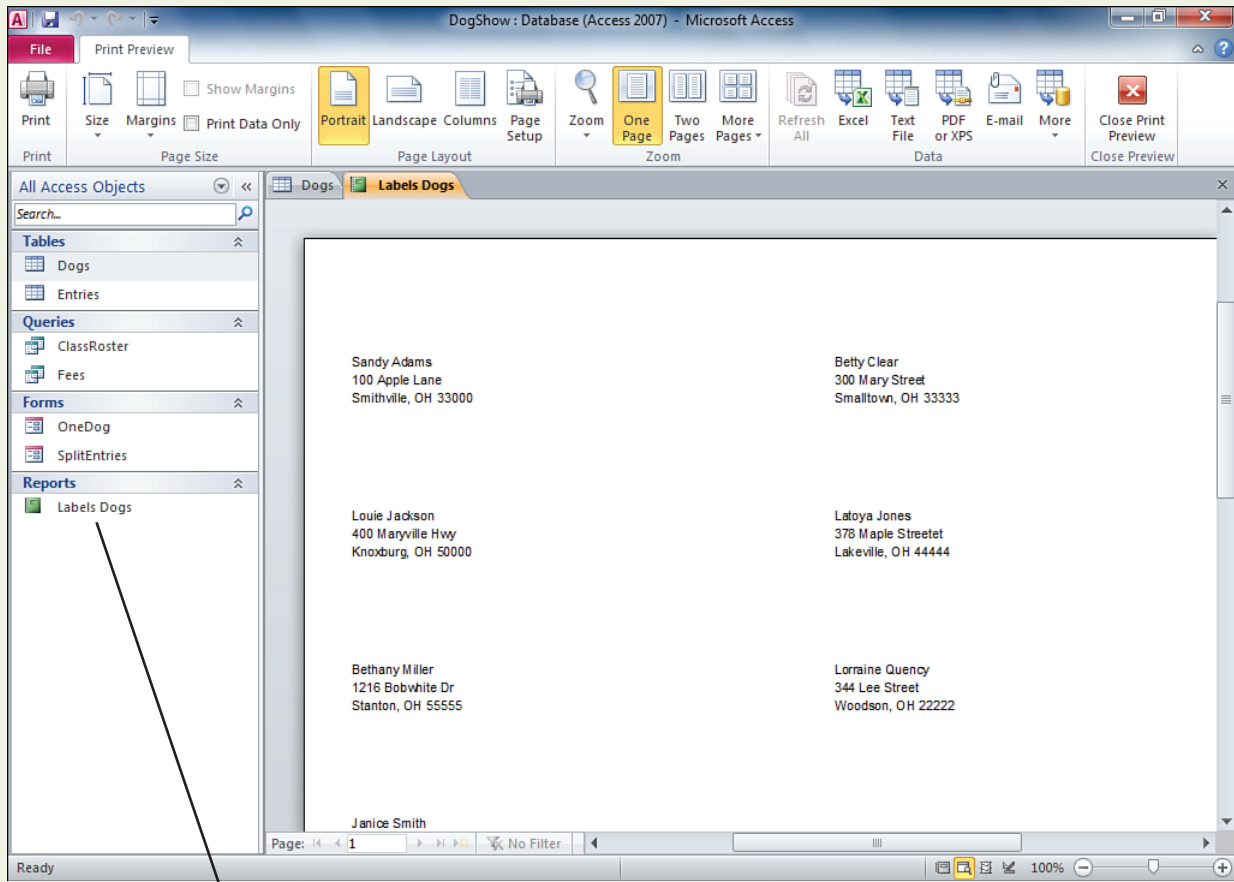 DogShow : Database (Access 2007) - Microsoft Access
File
Print Preview
Print
Size
Margins
Show Margins
Print Data Only
Portrait
Landscape
Columns
Page Setup
Zoom
One Page
Two Pages
More Pages
Refresh All
Excel
Text File
PDF or XPS
E-mail
More
Close Print Preview
Print
Page Size
Page Layout
Zoom
Data
Close Preview
All Access Objects
Search...
Tables
Dogs
Entries
Queries
ClassRoster
Fees
Forms
OneDog
SplitEntries
Reports
Labels Dogs
Dogs
Labels Dogs
Sandy Adams
100 Apple Lane
Smithville, OH 33000
Betty Clear
300 Mary Street
Smalltown, OH 33333
Louie Jackson
400 Maryville Hwy
Knoxburg, OH 50000
Latoya Jones
378 Maple Streetet
Lakeville, OH 44444
Bethany Miller
1216 Bobwhite Dr
Stanton, OH 55555
Lorraine Quency
344 Lee Street
Woodson, OH 22222
Janice Smith
Page: 1
No Filter
Ready
100%